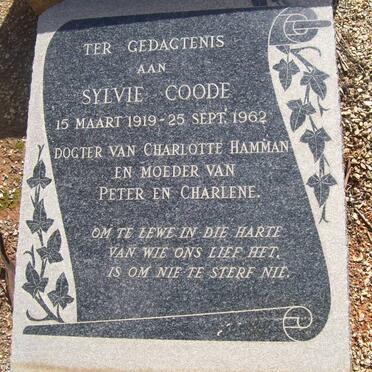 TER GEDACTENIS
AAN
SYLVIE COODE
15 MAART 1919 - 25 SEPT. 1962
DOGTER VAN CHARLOTTE HAMMAN
EN MOEDER VAN
PETER EN CHARLENE.
OM TE LEWE IN DIE HARTE
VAN WIE ONS LIEF HET,
IS OM NIE TE STERF NIE.